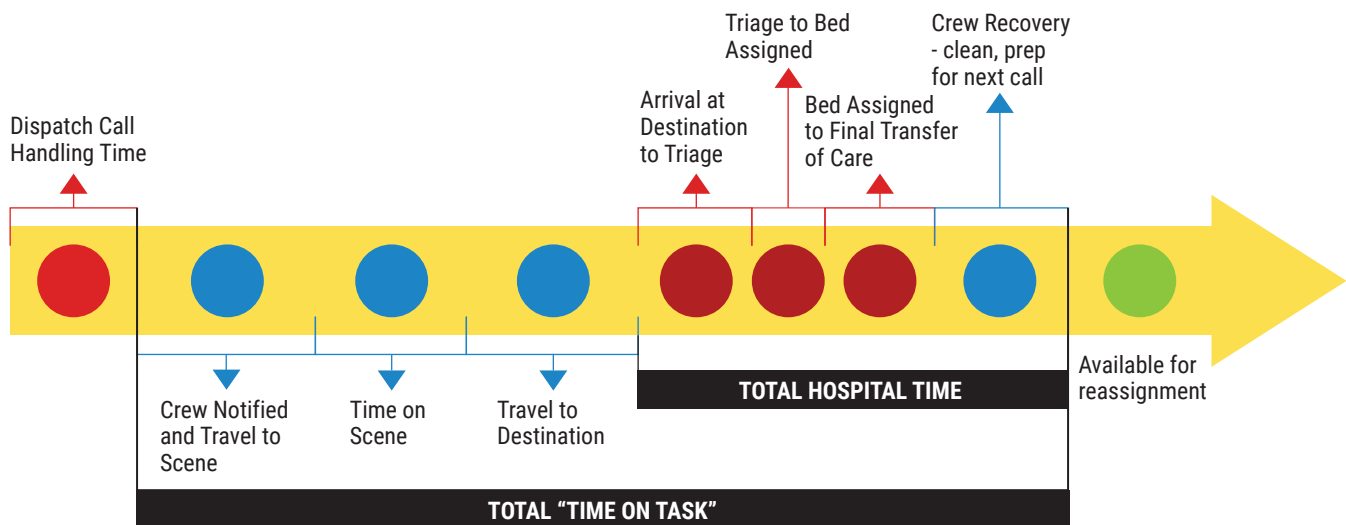 Dispatch Call
Handling Time
Arrival at
Destination
to Triage
Triage to Bed
Assigned
Bed Assigned
to Final Transfer
of Care
Crew Recovery
- clean, prep
for next call
Crew Notified
and Travel to
Scene
Time on
Scene
Travel to
Destination
TOTAL HOSPITAL TIME
Available for
reassignment
TOTAL “TIME ON TASK”